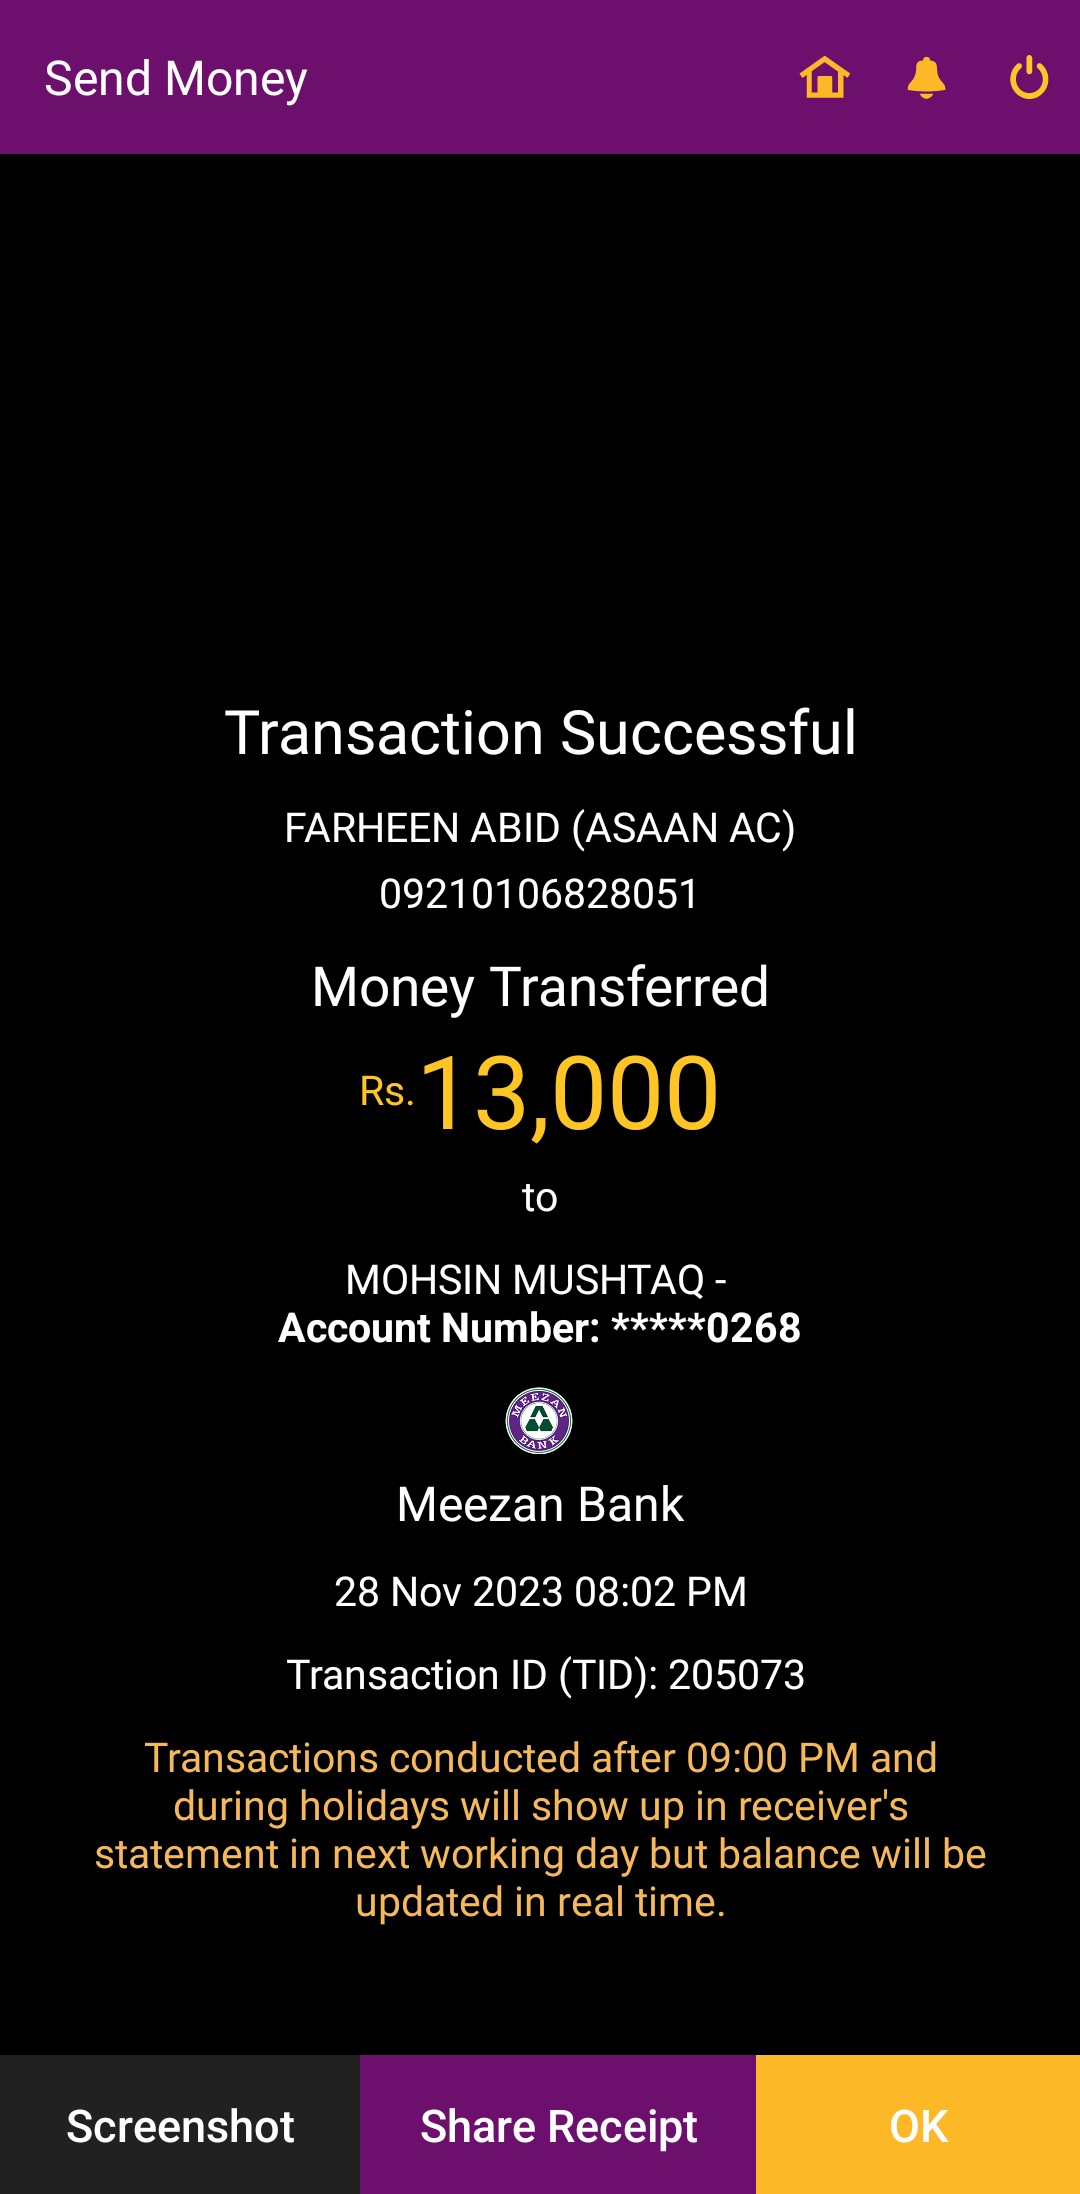 Send Money
Transaction Successful
FARHEEN ABID (ASAAN AC)
09210106828051
Money Transferred
Rs.13,000
to
MOHSIN MUSHTAQ -
Account Number: *****0268
MEEZAN
BANK
Meezan Bank
28 Nov 2023 08:02 PM
Transaction ID (TID): 205073
Transactions conducted after 09:00 PM and
during holidays will show up in receiver's
statement in next working day but balance will be
updated in real time.
Screenshot
Share Receipt
OK